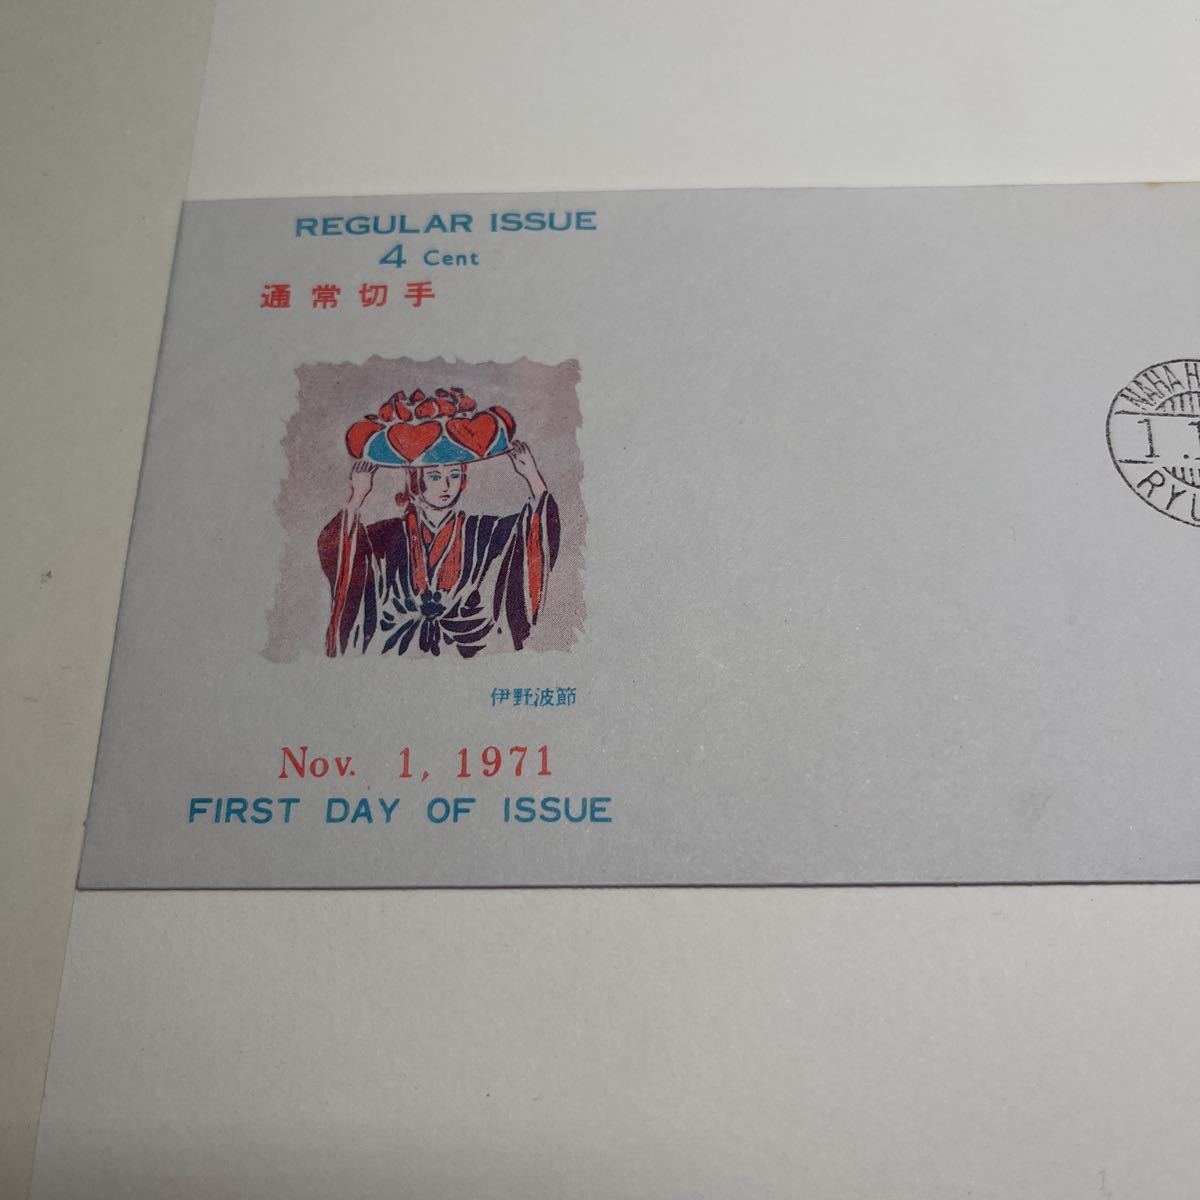 REGULAR ISSUE
4 Cent
通常切手
伊野波節
Nov. 1, 1971
FIRST DAY OF ISSUE
NAHA
1
RYU